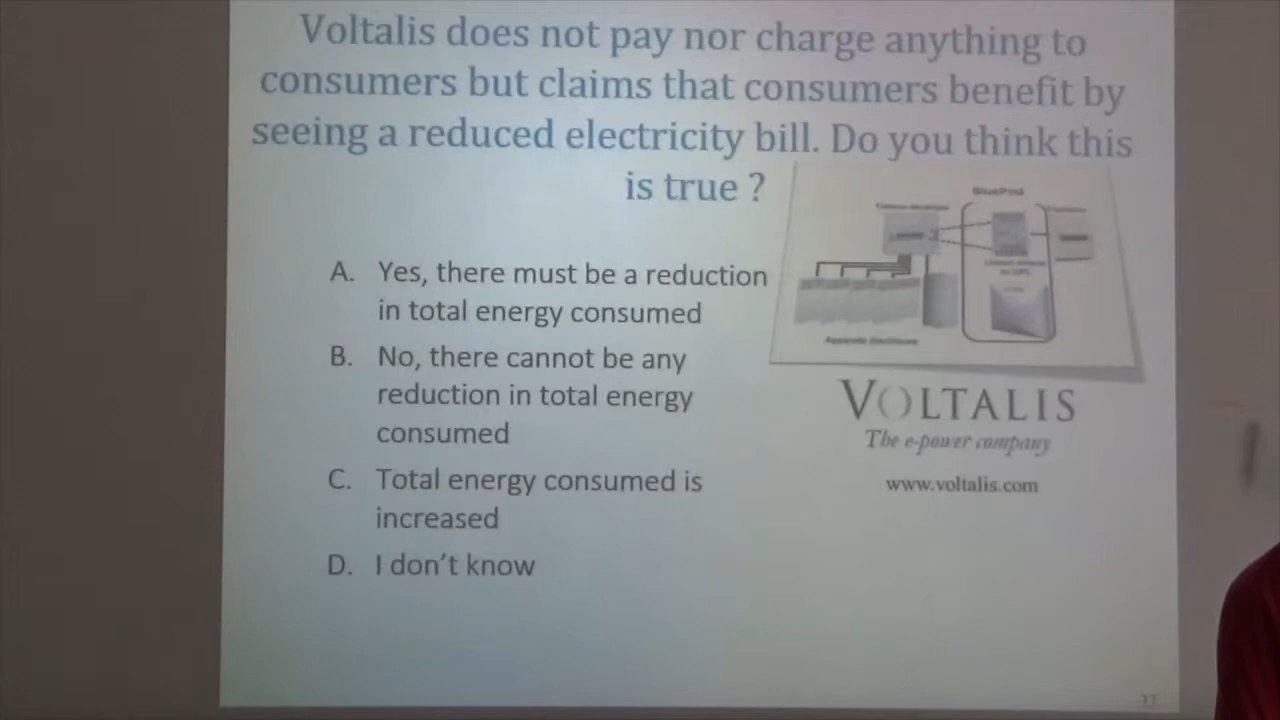 Voltalis does not pay nor charge anything to
consumers but claims that consumers benefit by
seeing a reduced electricity bill. Do you think this
is true ?
A. Yes, there must be a reduction
in total energy consumed
B. No, there cannot be any
reduction in total energy
consumed
C. Total energy consumed is
increased
D. I don't know
BluePod
VOLTALIS
The e-power company
www.voltalis.com